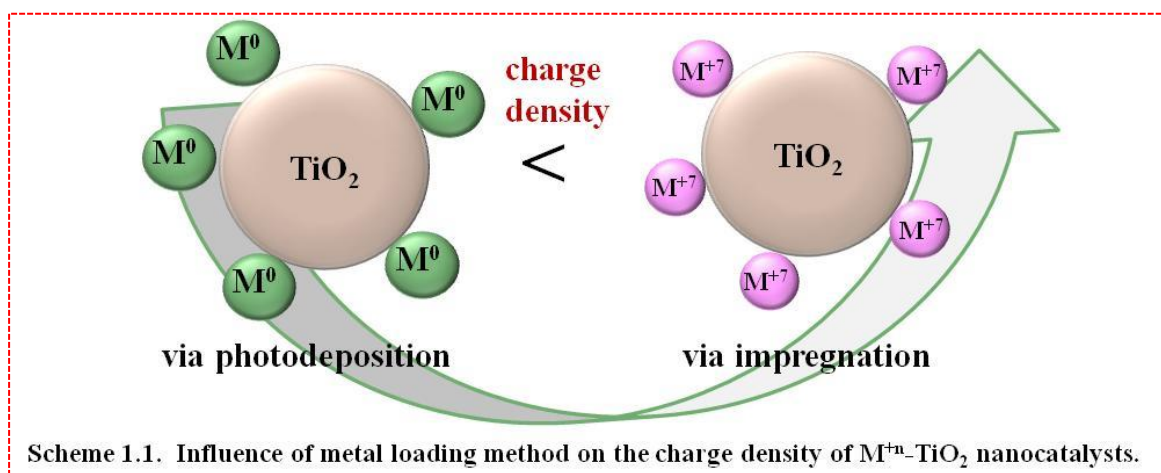 M⁰
M⁰
M⁰
M⁰
M⁰
TiO₂
via photodeposition
charge
density
<
M⁺⁷
M⁺⁷
M⁺⁷
M⁺⁷
M⁺⁷
TiO₂
via impregnation
Scheme 1.1. Influence of metal loading method on the charge density of M⁺ⁿ-TiO₂ nanocatalysts.